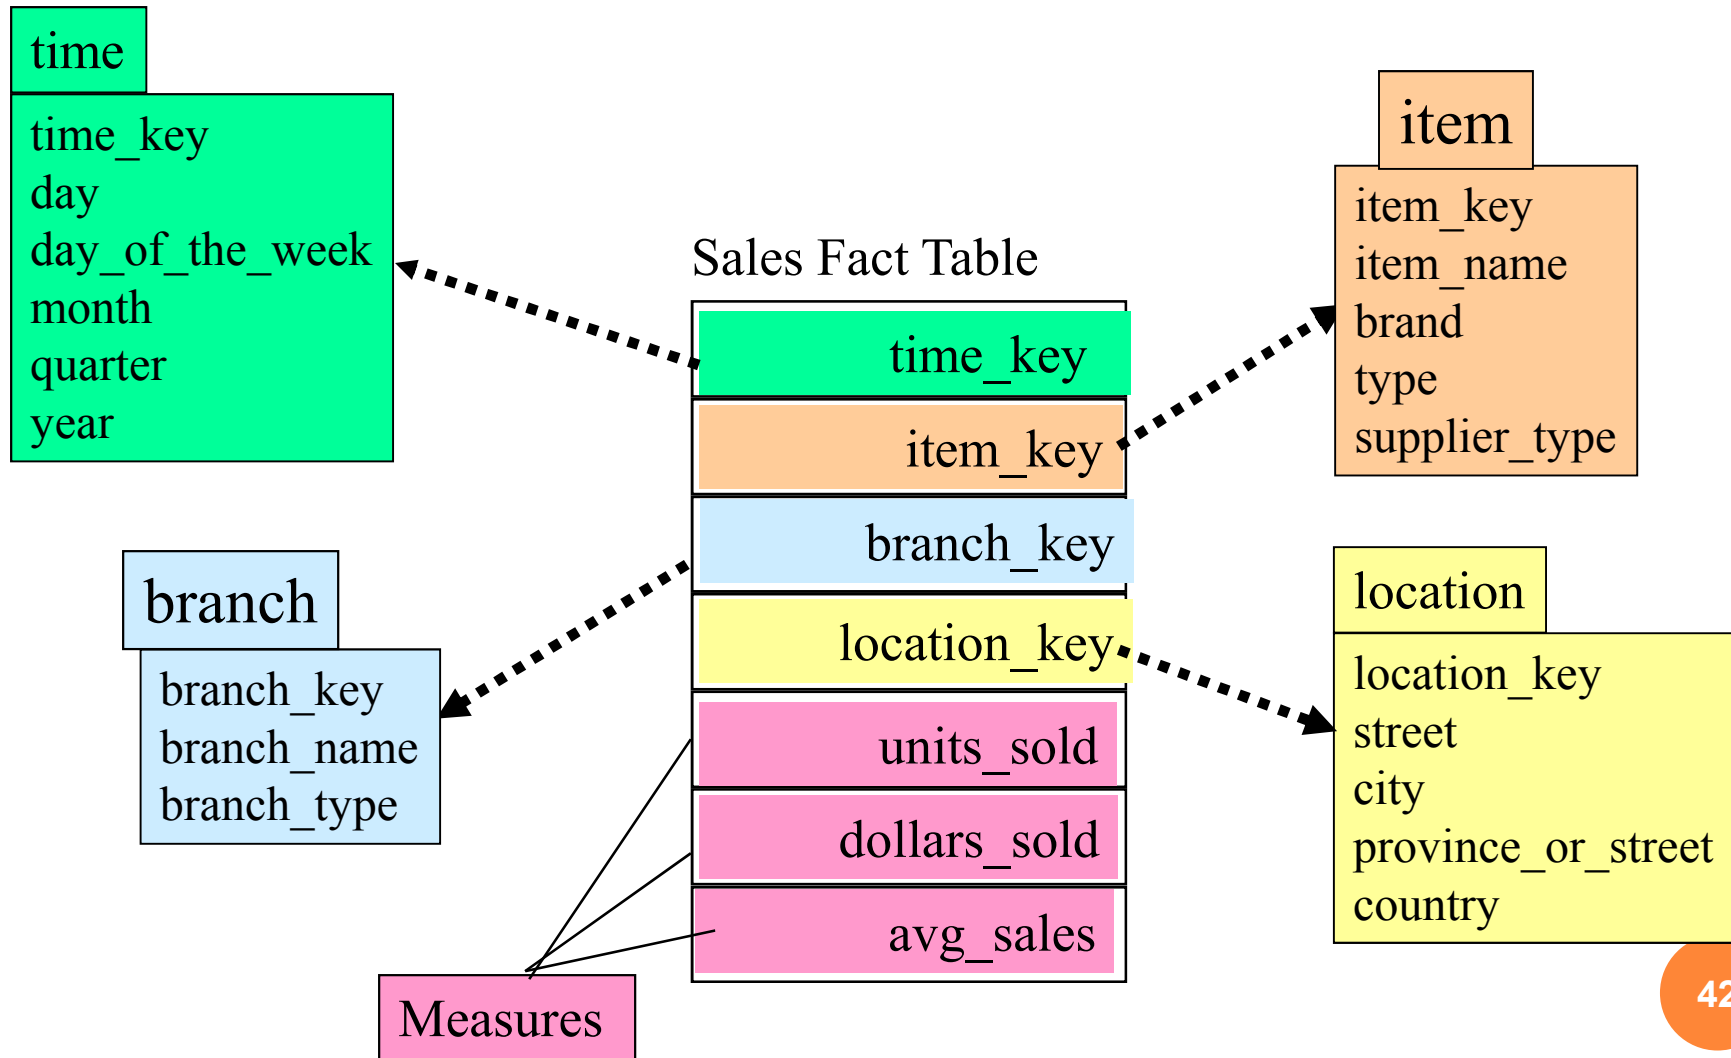 time
time_key
day
day_of_the_week
month
quarter
year
item
item_key
item_name
brand
type
supplier_type
Sales Fact Table
time_key
item_key
branch_key
location_key
units_sold
dollars_sold
avg_sales
branch
branch_key
branch_name
branch_type
location
location_key
street
city
province_or_street
country
Measures
42